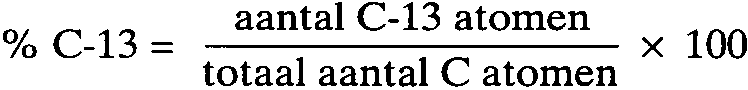 % C-13 = aantal C-13 atomen / totaal aantal C atomen × 100